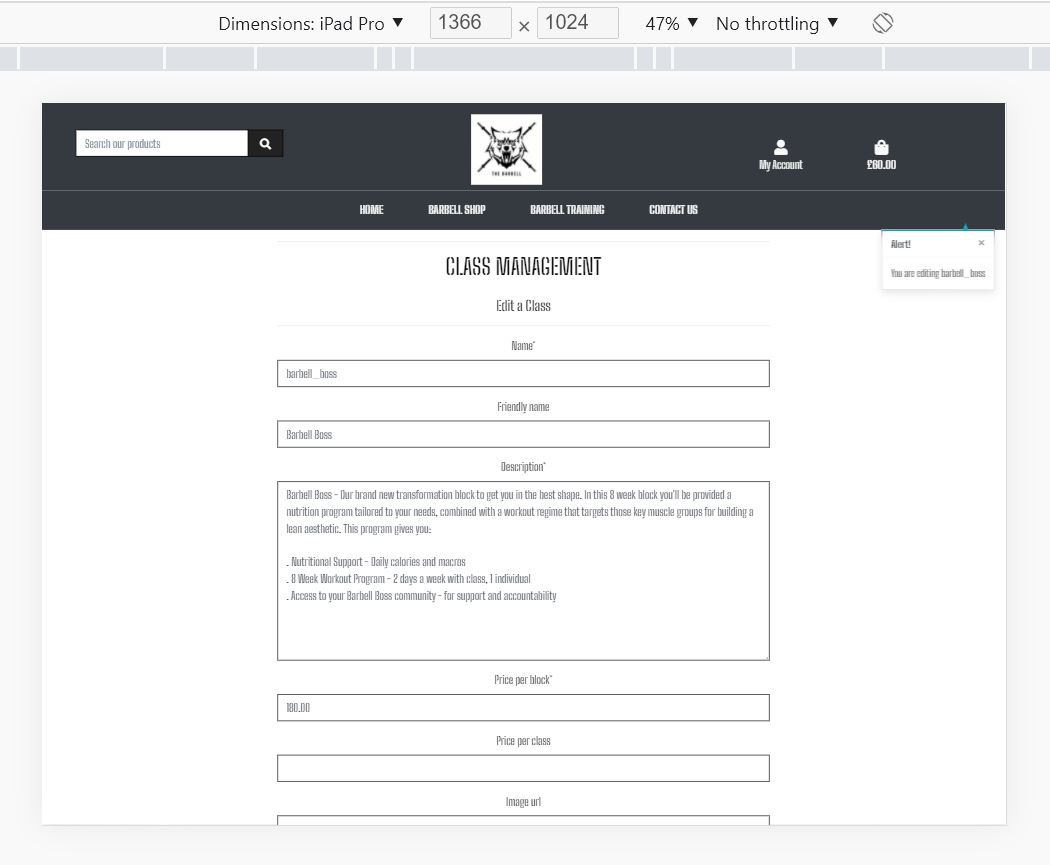 Dimensions: iPad Pro ▼ 1366 × 1024 47% ▼ No throttling ▼
Search our products
THE BARBELL
My Account
£60.00
HOME BARBELL SHOP BARBELL TRAINING CONTACT US
Alert! ×
You are editing barbell_boss
CLASS MANAGEMENT
Edit a Class
Name*
barbell_boss
Friendly name
Barbell Boss
Description*
Barbell Boss - Our brand new transformation block to get you in the best shape. In this 8 week block you'll be provided a
nutrition program tailored to your needs, combined with a workout regime that targets those key muscle groups for building a
lean aesthetic. This program gives you:
. Nutritional Support - Daily calories and macros
. 8 Week Workout Program - 2 days a week with class, 1 individual
. Access to your Barbell Boss community - for support and accountability
Price per block*
180.00
Price per class
Image url